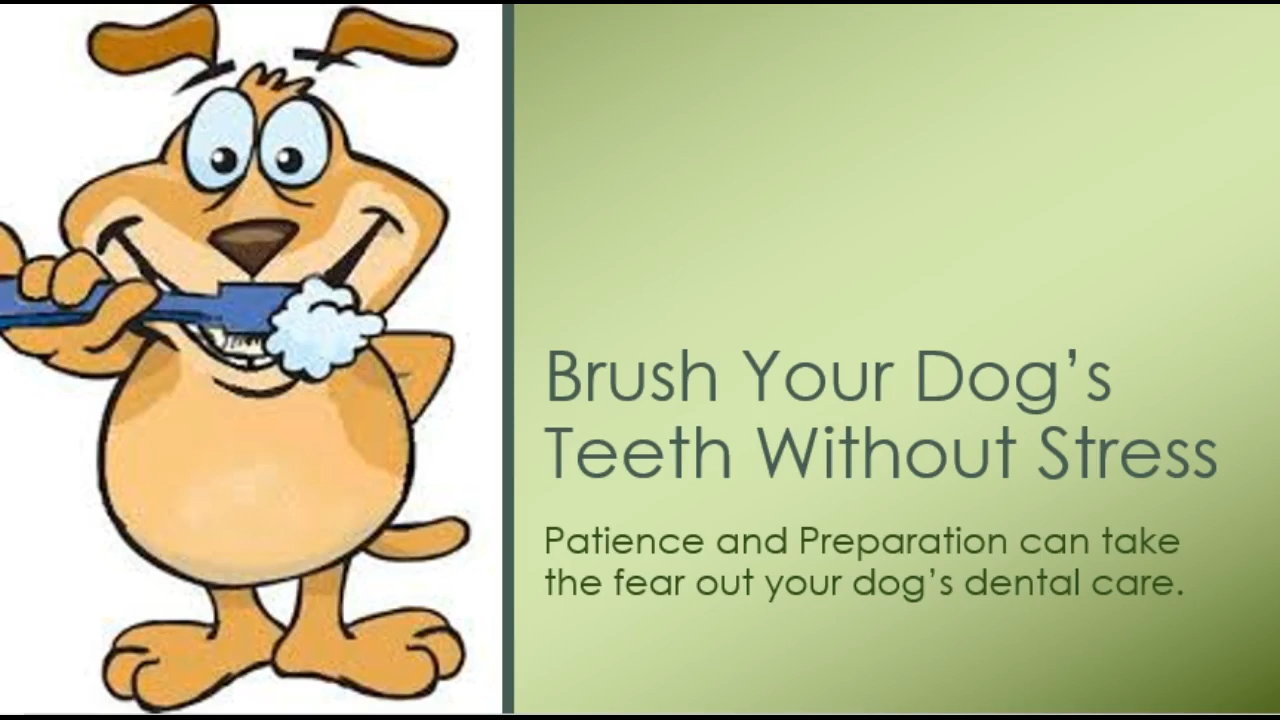 Brush Your Dog’s
Teeth Without Stress
Patience and Preparation can take
the fear out your dog’s dental care.